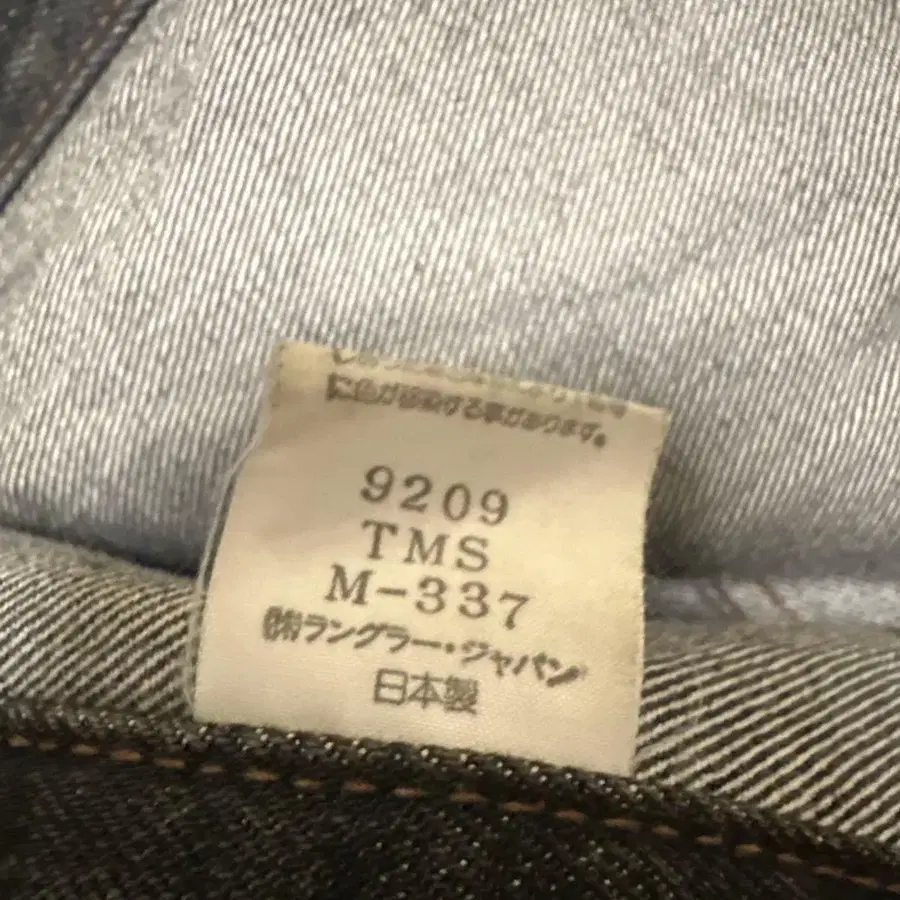 に色が移染する事があります。
9209
TMS
M-337
(株)ラングラー・ジャパン
日本製